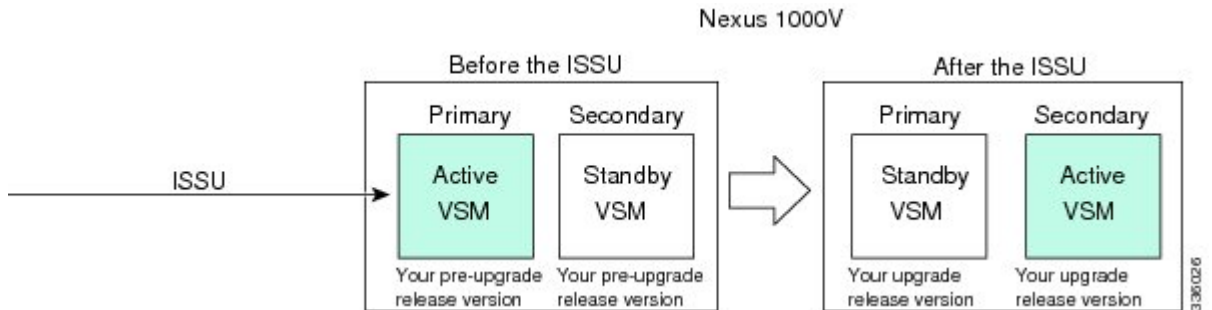 Nexus 1000V
Before the ISSU
After the ISSU
Primary
Secondary
Primary
Secondary
ISSU
Active
VSM
Standby
VSM
Standby
VSM
Active
VSM
Your pre-upgrade
release version
Your pre-upgrade
release version
Your upgrade
release version
Your upgrade
release version
336026